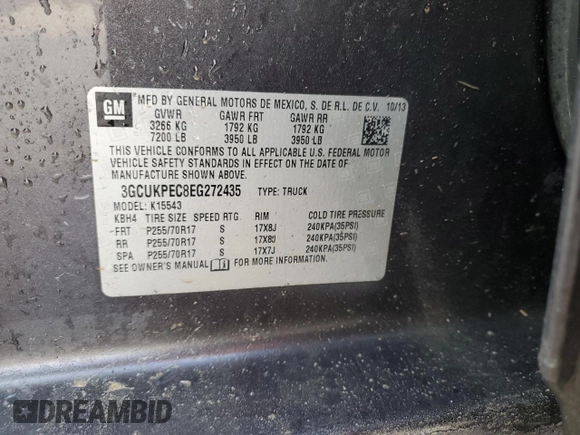 GM
MFD BY GENERAL MOTORS DE MEXICO, S. DE R.L. DE C.V. 10/13
GVWR GAWR FRT GAWR RR
3266 KG 1792 KG 1792 KG
7200 LB 3950 LB 3950 LB
THIS VEHICLE CONFORMS TO ALL APPLICABLE U.S. FEDERAL MOTOR
VEHICLE SAFETY STANDARDS IN EFFECT ON THE DATE OF
MANUFACTURE SHOWN ABOVE.
3GCUKPEC8EG272435 TYPE: TRUCK
MODEL: K15543
KBH4 TIRE SIZE SPEED RTG. RIM COLD TIRE PRESSURE
FRT P255/70R17 S 17X8J 240KPA(35PSI)
RR P255/70R17 S 17X8J 240KPA(35PSI)
SPA P255/70R17 S 17X7J 240KPA(35PSI)
SEE OWNER'S MANUAL FOR MORE INFORMATION.
DREAMBID